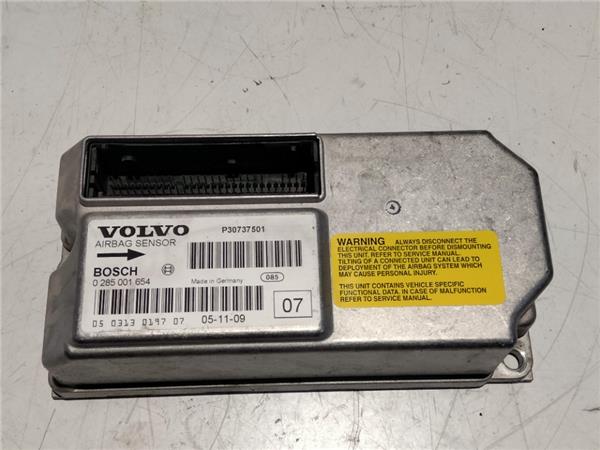 VOLVO
AIRBAG SENSOR
P30737501
BOSCH
0 285 001 654
Made in Germany
085
05 0313 0197 07
05-11-09
07
WARNING ALWAYS DISCONNECT THE
ELECTRICAL CONNECTOR BEFORE DISMOUNTING
THIS UNIT. REFER TO SERVICE MANUAL.
TILTING OF A CONNECTED UNIT CAN LEAD TO
DEPLOYMENT OF THE AIRBAG SYSTEM WHICH
MAY CAUSE PERSONAL INJURY.
THIS UNIT CONTAINS VEHICLE SPECIFIC
FUNCTIONAL DATA. IN CASE OF MALFUNCTION
REFER TO SERVICE MANUAL.